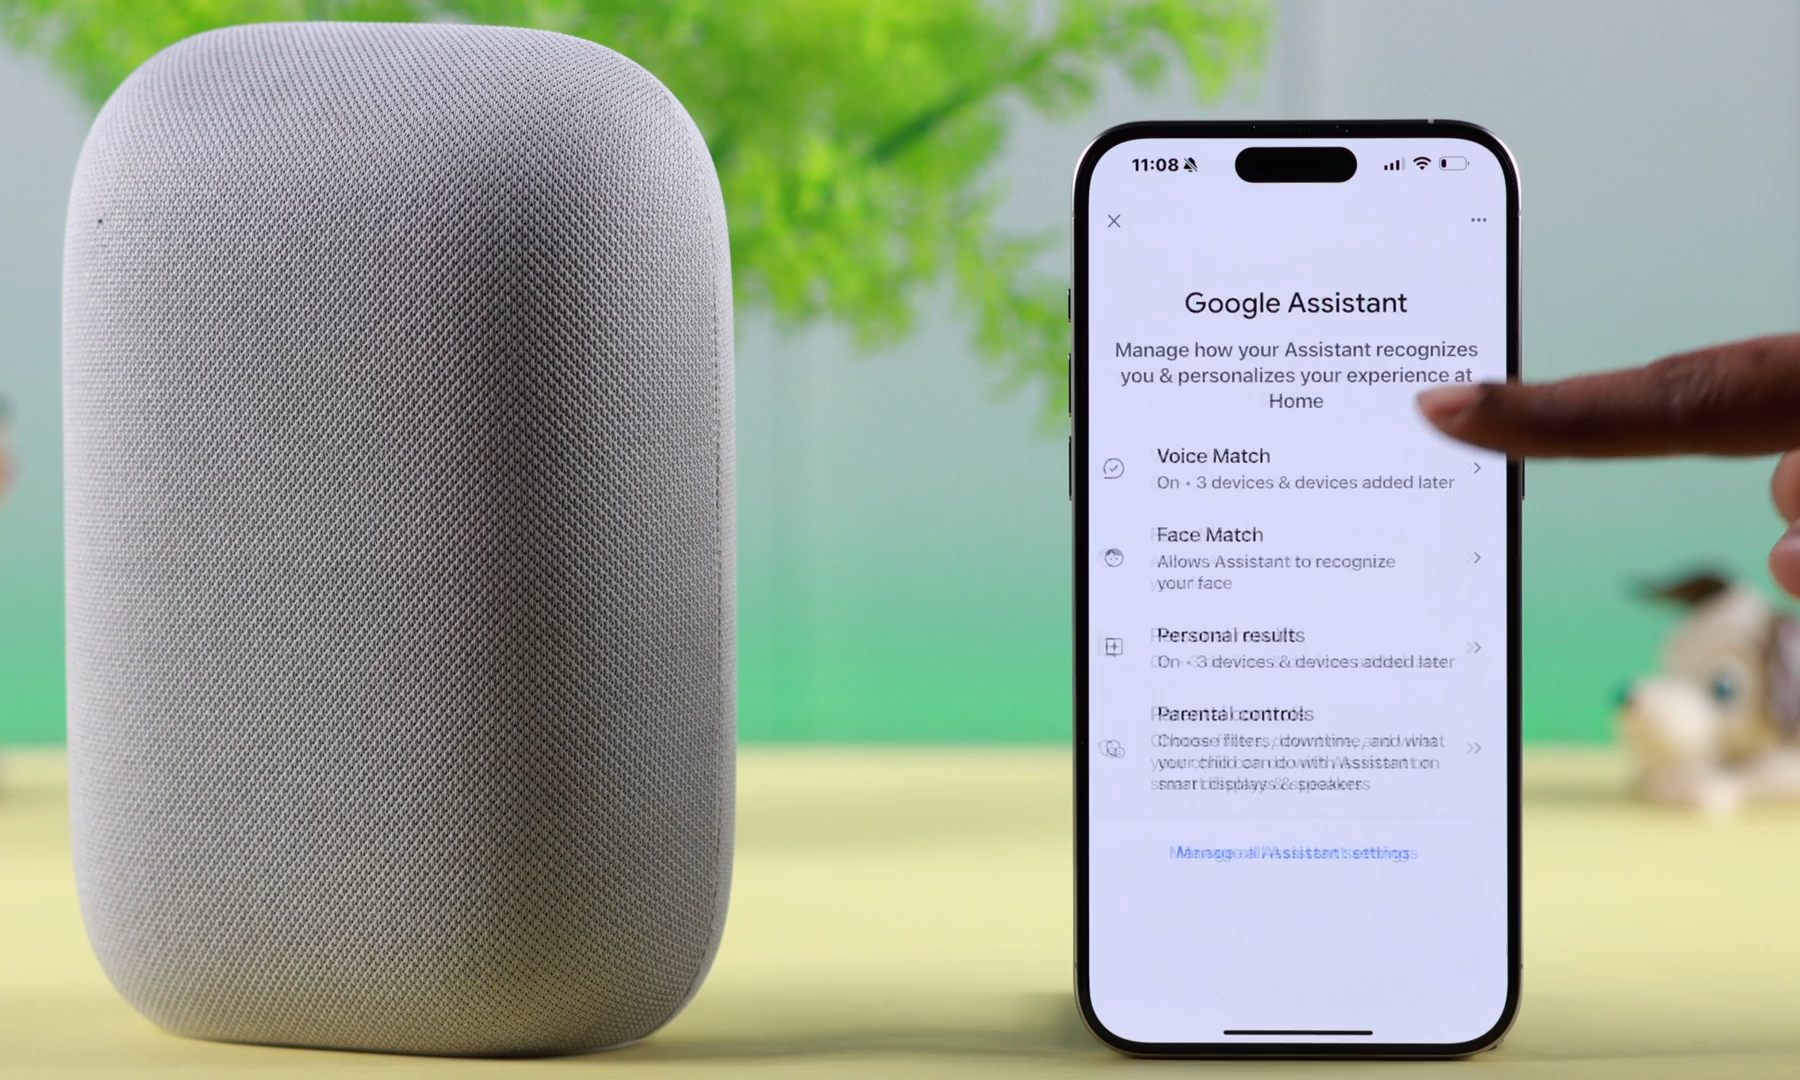 11:08
Google Assistant
Manage how your Assistant recognizes
you & personalizes your experience at
Home
Voice Match
On • 3 devices & devices added later
Face Match
Allows Assistant to recognize
your face
Personal results
On • 3 devices & devices added later
Parental controls
Choose filters, downtime, and what
your child can do with Assistant on
smart displays & speakers
Manage all Assistant settings